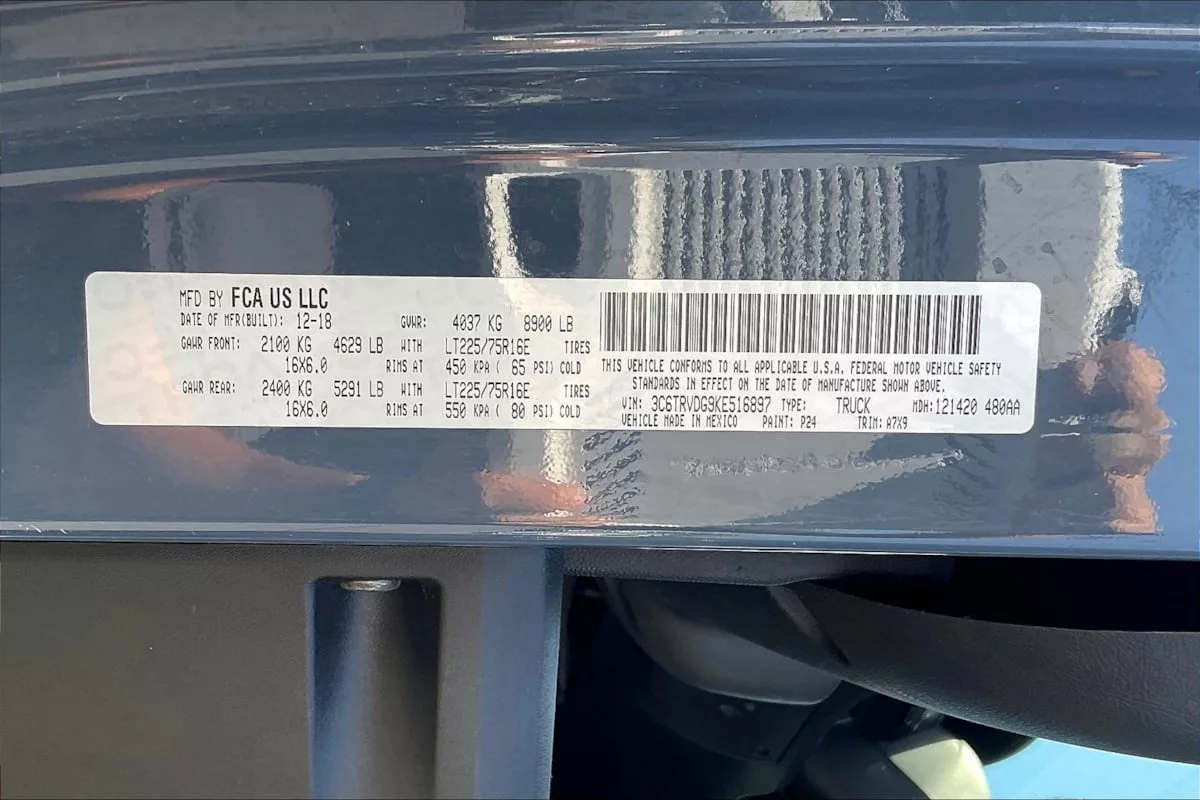 MFD BY FCA US LLC
DATE OF MFR(BUILT): 12-18 GVWR: 4037 KG 8900 LB
GAWR FRONT: 2100 KG 4629 LB WITH LT225/75R16E TIRES
16X6.0 RIMS AT 450 KPA ( 65 PSI) COLD
GAWR REAR: 2400 KG 5291 LB WITH LT225/75R16E TIRES
16X6.0 RIMS AT 550 KPA ( 80 PSI) COLD
THIS VEHICLE CONFORMS TO ALL APPLICABLE U.S.A. FEDERAL MOTOR VEHICLE SAFETY
STANDARDS IN EFFECT ON THE DATE OF MANUFACTURE SHOWN ABOVE.
VIN: 3C6TRVDG9KE516897 TYPE: TRUCK MDH:121420 480AA
VEHICLE MADE IN MEXICO PAINT: P24 TRIM: A7X9